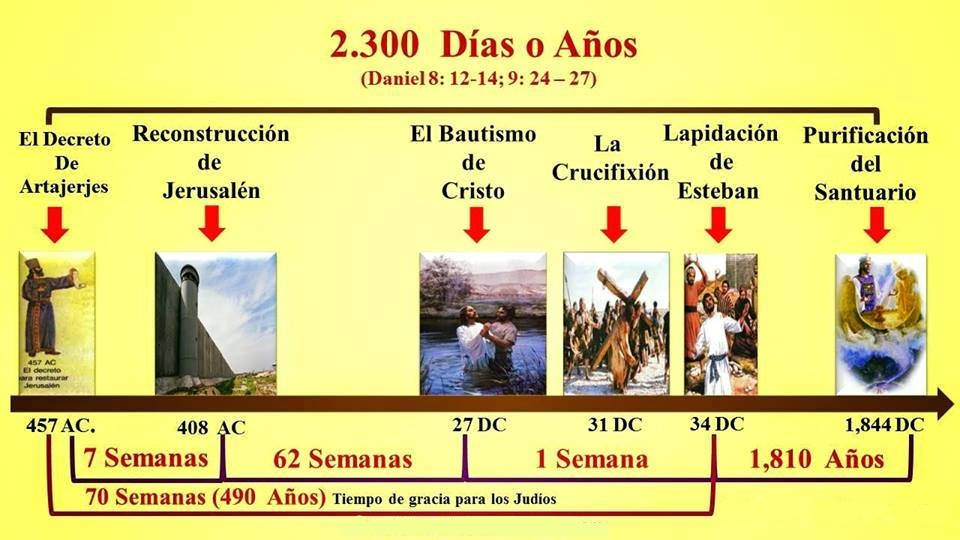 2.300 Días o Años
(Daniel 8: 12-14; 9: 24 – 27)
El Decreto
De
Artajerjes
Reconstrucción
de
Jerusalén
El Bautismo
de
Cristo
La
Crucifixión
Lapidación
de
Esteban
Purificación
del
Santuario
457 AC
El decreto
para restaurar
Jerusalén
457 AC.
408 AC
27 DC
31 DC
34 DC
1,844 DC
7 Semanas
62 Semanas
1 Semana
1,810 Años
70 Semanas (490 Años) Tiempo de gracia para los Judíos